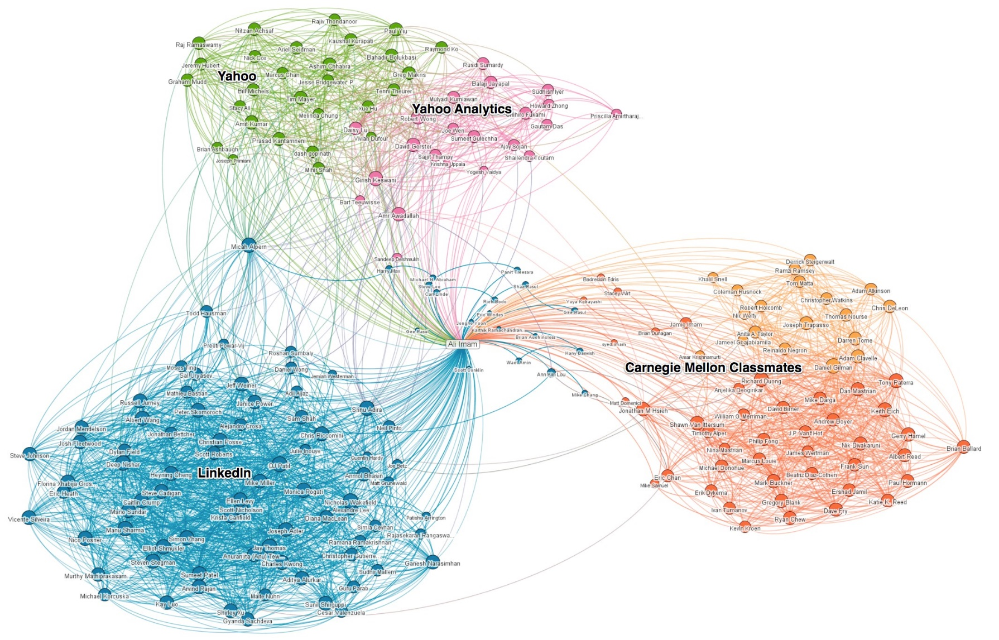 Rajiv Thondanoor
Nitzan Achsaf
Paul Yiu
Raj Ramaswamy
Kaushal Kurapati
Ariel Seidman
Raymond Ko
Nick Cox
Bahadir Bolukbasi
Jeremy Hubert
Ashim Chhabra
Rusdi Sumardy
Yahoo
Marcus Chan
Greg Makris
Graham Mudd
Jesse Bridgewater P...
Balaji Jayapal
Bill Michels
Tenni Theurer
Sudhish Iyer
Tim Mayer
Mulyadi Kurniawan
Stacy Ali
Xue Hu
Yahoo Analytics
Howard Zhong
Melinda Chung
Chihiro Fukami
Priscilla Amirtharaj...
Robert Wong
Amit Kumar
Gautam Das
Daisy Lu
Joe Wen
Vivian Dufour
Sumeet Gulechha
Prasad Kantamneni
David Gerster
Ajoy Sojan
Brian Ashbaugh
dash gopinath
Sajjit Thampy
Shailendra Toutam
Joseph Primiani
Krishna Uppala
Mihir Shah
Yogesh Vaidya
Girish Keswani
Bart Teeuwisse
Amr Awadallah
Micah Alpern
Sandeep Deshmukh
Harry Max
Panit Treesara
Michael H. Abraham
Steve Lee
Shaz Rasul
Carl Linde
Rich Bodo
Badreddin Edris
Stacey Wirt
Yuya Kobayashi
Gee Rasul
Eric Windes
Jongho Yoon
Karthik Ramachandran...
Gee Rasul
Brian Auchincloss
Ali Imam
Hany Darwish
Wael Amin
Scott Conklin
Ann Kim Lou
Mike Chang
Derrick Steigerwalt
Ramzi Ramsey
Khalil Snell
Tom Matta
Coleman Rusnock
Adam Atkinson
Christopher Watkins
Robert Holcomb
Chris DeLeon
Nic Welty
Thomas Nourse
Jamie Imam
Joseph Trapasso
Brian Dunagan
Anita A. Taylor
Jameel Gbajabiamila
Darren Tome
syed imam
Reinaldo Negron
Amar Krishnamurti
Adam Clavelle
Carnegie Mellon Classmates
Daniel Gilman
Richard Duong
Tony Paterra
Anjelika Deogirikar
Dan Mastrian
Mike Darga
Matt Domenici
Jonathan M Hsieh
David Birner
Keith Eich
William O. Merriman,...
Andrew Boyer
Shawn Van Ittersum
Timothy Alper
J.P. Van't Hof
Gerry Hamel
Philip Fong
Nik Divakaruni
Brian Ballard
Nina Mastrian
James Wertman
Albert Reed
Marcus Louie
Michael Donohue
Frank Sun
Eric Chan
Beatriz Diaz-Cohen
Mark Buckner
Paul Hormann
Mike Samuel
Erik Dykema
Ershad Jamil
Gregory Blank
Katie K. Reed
Ivan Tumanov
Dave Fry
Ryan Chew
Kevin Kroen
Todd Hausman
Preeti Powar-Vij
Roshan Sumbaly
Moses Ting
Daniel Wong
Sal Uryasev
Jemiah Westerman
Jeff Weiner
Mathieu Bastian
Adil Aijaz
Russell Jurney
Janice Power
Srinu Adira
Peter Skomoroch
Albert Wang
Sam Shah
Alejandro Crosa
Jordan Mendelson
Neil Pinto
Jonathan Bettcher
Chris Riccomini
Josh Fleetwood
Christian Posse
Dylan Field
Julie Inouye
Steve Johnson
Scott Roberts
Quentin Hardy
Deep Nishar
DJ Patil
Joe Betz
LinkedIn
Heyning Cheng
Anmol Bhasin
Florina Xhabija Gros...
Mike Miller
Matt Grunewald
Eric Heath
Steve Cadigan
Monica Rogati
Caitlin Crump
Ellen Levy
Nicholas Wakefield
Mario Sundar
Scott Nicholson
Alexandre Lee
Vicente Silveira
Krista Canfield
Diana MacLean
Patisha Arrington
Manu Sharma
Joseph Adler
Simla Ceyhan
Rajasekaran Rangaswa...
Nico Posner
Simon Zhang
Ramana Ramakrishnan
Elliot Shmukler
Jay Thomas
Anuranjita (Anu) Tew...
Christopher Gutierre...
Steven Stegman
Charles Kwong
Ganesh Narasimhan
Sudhir Mallem
Murthy Mathiprakasam...
Sumeet Patel
Aditya Alurkar
Arvind Rajan
Guru Parab
Michael Korcuska
Malte Nuhn
Kay Luo
Sunil Shirguppi
Shirley Xu
Cesar Valenzuela
Gyanda Sachdeva